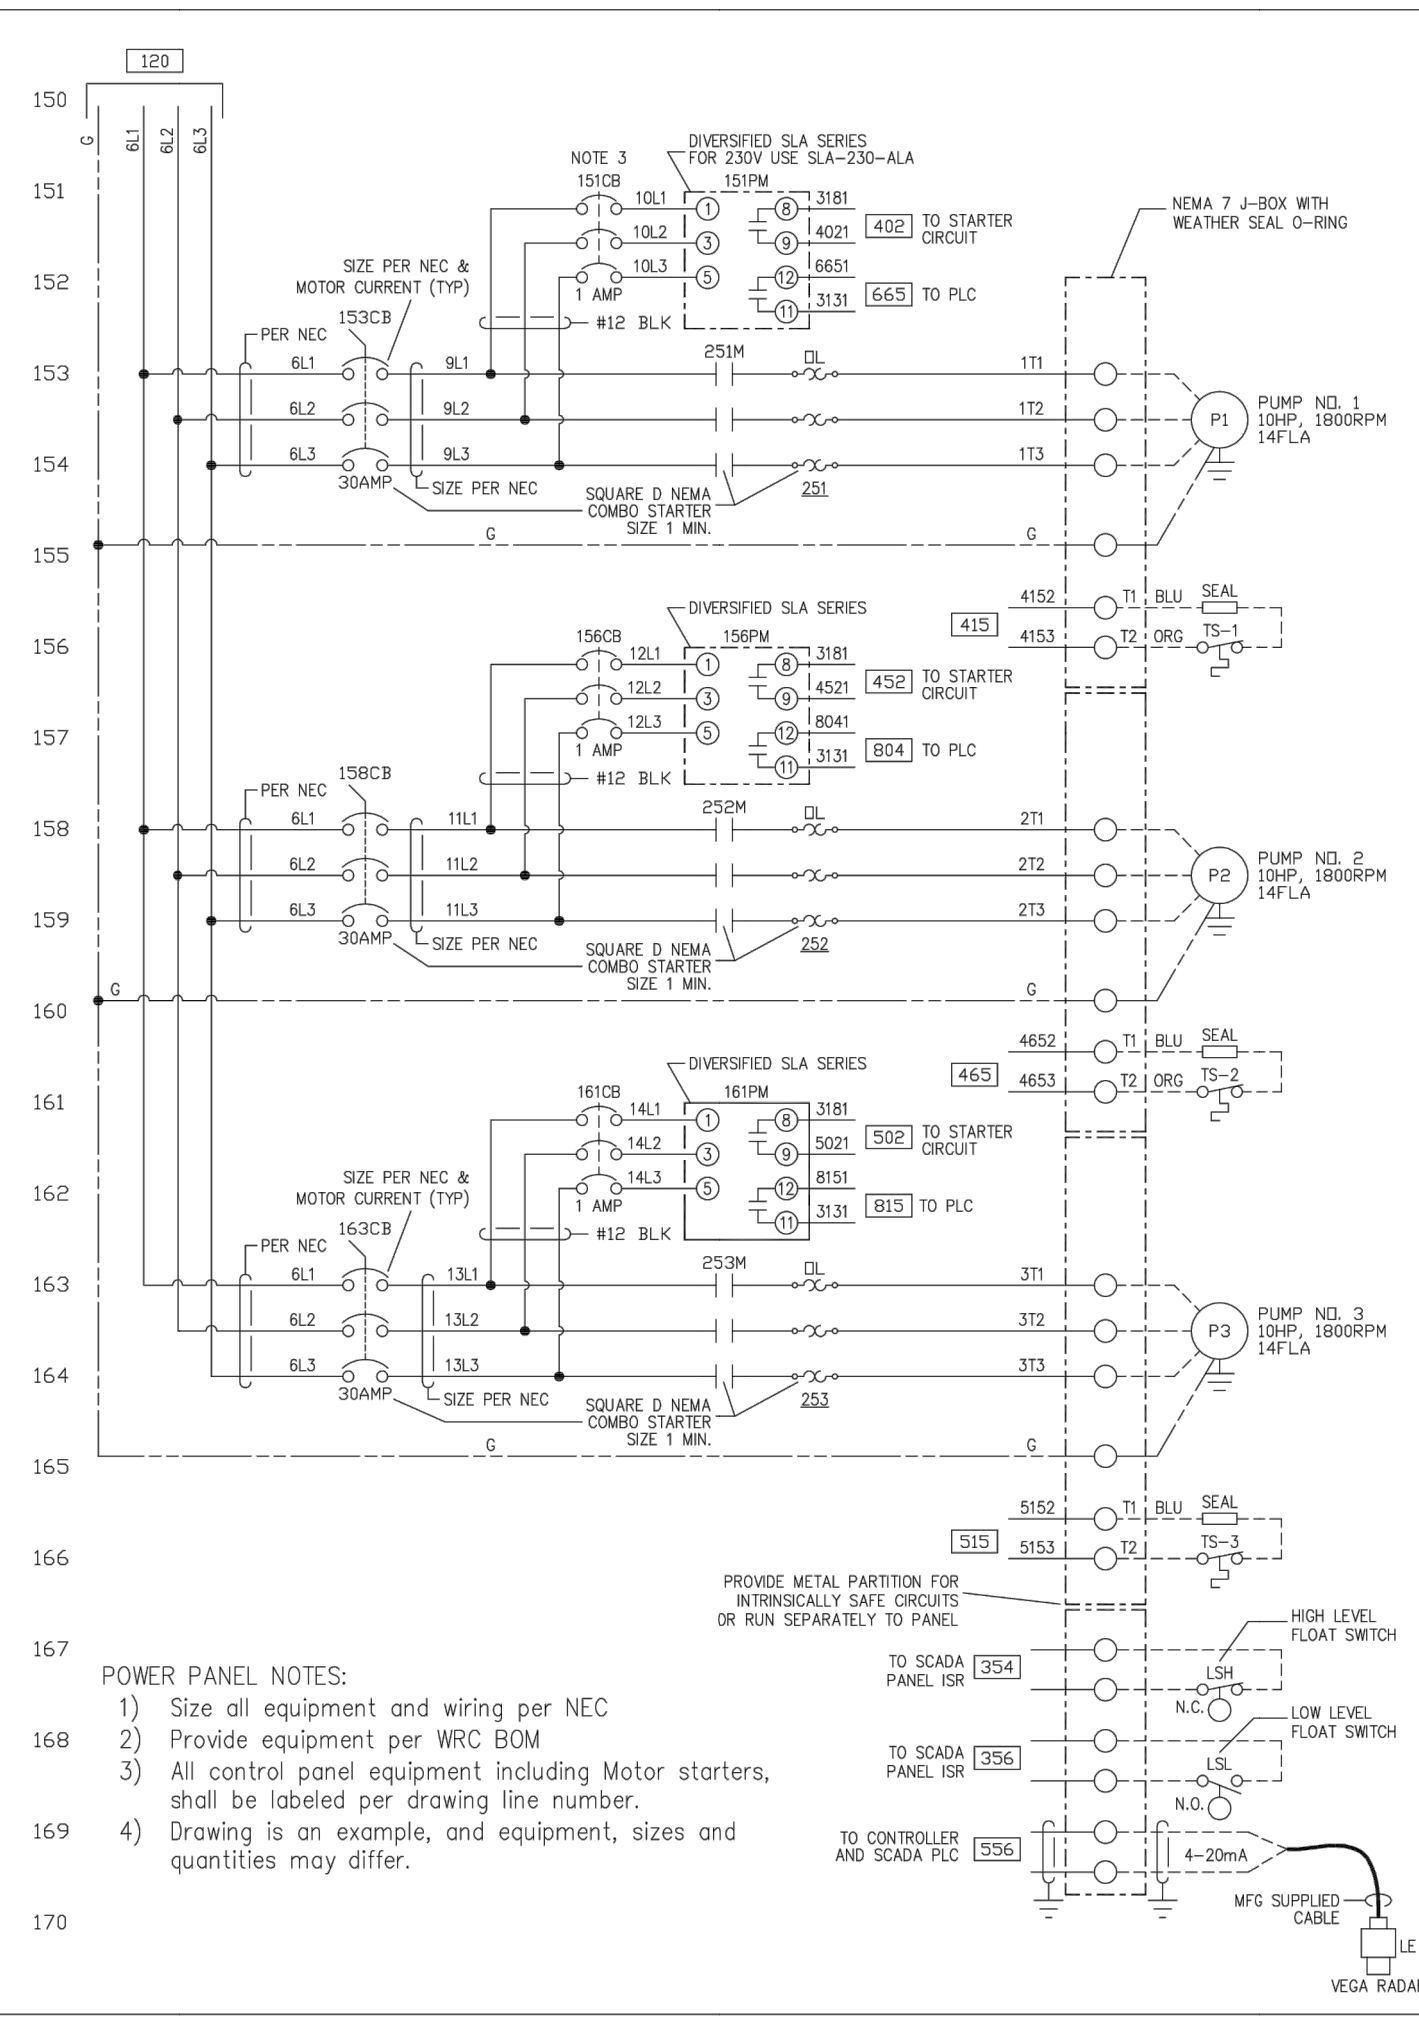 120
150
G
6L1
6L2
6L3
DIVERSIFIED SLA SERIES
FOR 230V USE SLA-230-ALA
NOTE 3
151CB
151PM
151
10L1
1
8
3181
402
TO STARTER
CIRCUIT
10L2
3
9
4021
NEMA 7 J-BOX WITH
WEATHER SEAL O-RING
152
SIZE PER NEC &
MOTOR CURRENT (TYP)
10L3
5
12
6651
665
TO PLC
1 AMP
11
3131
#12 BLK
153CB
PER NEC
251M
OL
153
6L1
9L1
1T1
6L2
9L2
1T2
P1
PUMP NO. 1
10HP, 1800RPM
14FLA
154
6L3
9L3
1T3
30AMP
SIZE PER NEC
SQUARE D NEMA
COMBO STARTER
SIZE 1 MIN.
251
155
G
G
4152
T1
BLU
SEAL
415
4153
T2
ORG
TS-1
156
DIVERSIFIED SLA SERIES
156CB
156PM
12L1
1
8
3181
452
TO STARTER
CIRCUIT
12L2
3
9
4521
157
12L3
5
12
8041
804
TO PLC
1 AMP
11
3131
#12 BLK
158CB
PER NEC
252M
OL
158
6L1
11L1
2T1
6L2
11L2
2T2
P2
PUMP NO. 2
10HP, 1800RPM
14FLA
159
6L3
11L3
2T3
30AMP
SIZE PER NEC
SQUARE D NEMA
COMBO STARTER
SIZE 1 MIN.
252
160
G
G
4652
T1
BLU
SEAL
465
4653
T2
ORG
TS-2
161
DIVERSIFIED SLA SERIES
161CB
161PM
14L1
1
8
3181
502
TO STARTER
CIRCUIT
14L2
3
9
5021
162
SIZE PER NEC &
MOTOR CURRENT (TYP)
14L3
5
12
8151
815
TO PLC
1 AMP
11
3131
#12 BLK
163CB
PER NEC
253M
OL
163
6L1
13L1
3T1
6L2
13L2
3T2
P3
PUMP NO. 3
10HP, 1800RPM
14FLA
164
6L3
13L3
3T3
30AMP
SIZE PER NEC
SQUARE D NEMA
COMBO STARTER
SIZE 1 MIN.
253
165
G
G
5152
T1
BLU
SEAL
515
5153
T2
TS-3
166
PROVIDE METAL PARTITION FOR
INTRINSICALLY SAFE CIRCUITS
OR RUN SEPARATELY TO PANEL
HIGH LEVEL
FLOAT SWITCH
167
TO SCADA
PANEL ISR
354
LSH
N.C.
LOW LEVEL
FLOAT SWITCH
168
TO SCADA
PANEL ISR
356
LSL
N.O.
169
TO CONTROLLER
AND SCADA PLC
556
4-20mA
170
MFG SUPPLIED
CABLE
LE
VEGA RADAR
POWER PANEL NOTES:
1) Size all equipment and wiring per NEC
2) Provide equipment per WRC BOM
3) All control panel equipment including Motor starters,
shall be labeled per drawing line number.
4) Drawing is an example, and equipment, sizes and
quantities may differ.